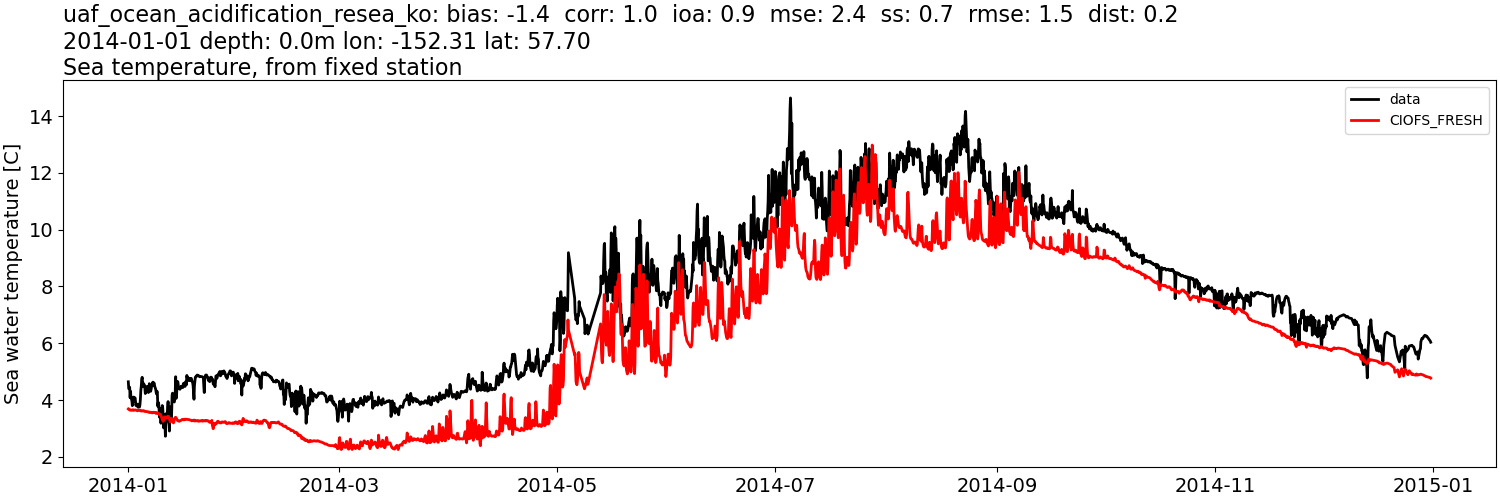 uaf_ocean_acidification_resea_ko: bias: -1.4  corr: 1.0  ioa: 0.9  mse: 2.4  ss: 0.7  rmse: 1.5  dist: 0.2
2014-01-01 depth: 0.0m lon: -152.31 lat: 57.70
Sea temperature, from fixed station
data
CIOFS_FRESH
Sea water temperature [C]
14
12
10
8
6
4
2
2014-01
2014-03
2014-05
2014-07
2014-09
2014-11
2015-01